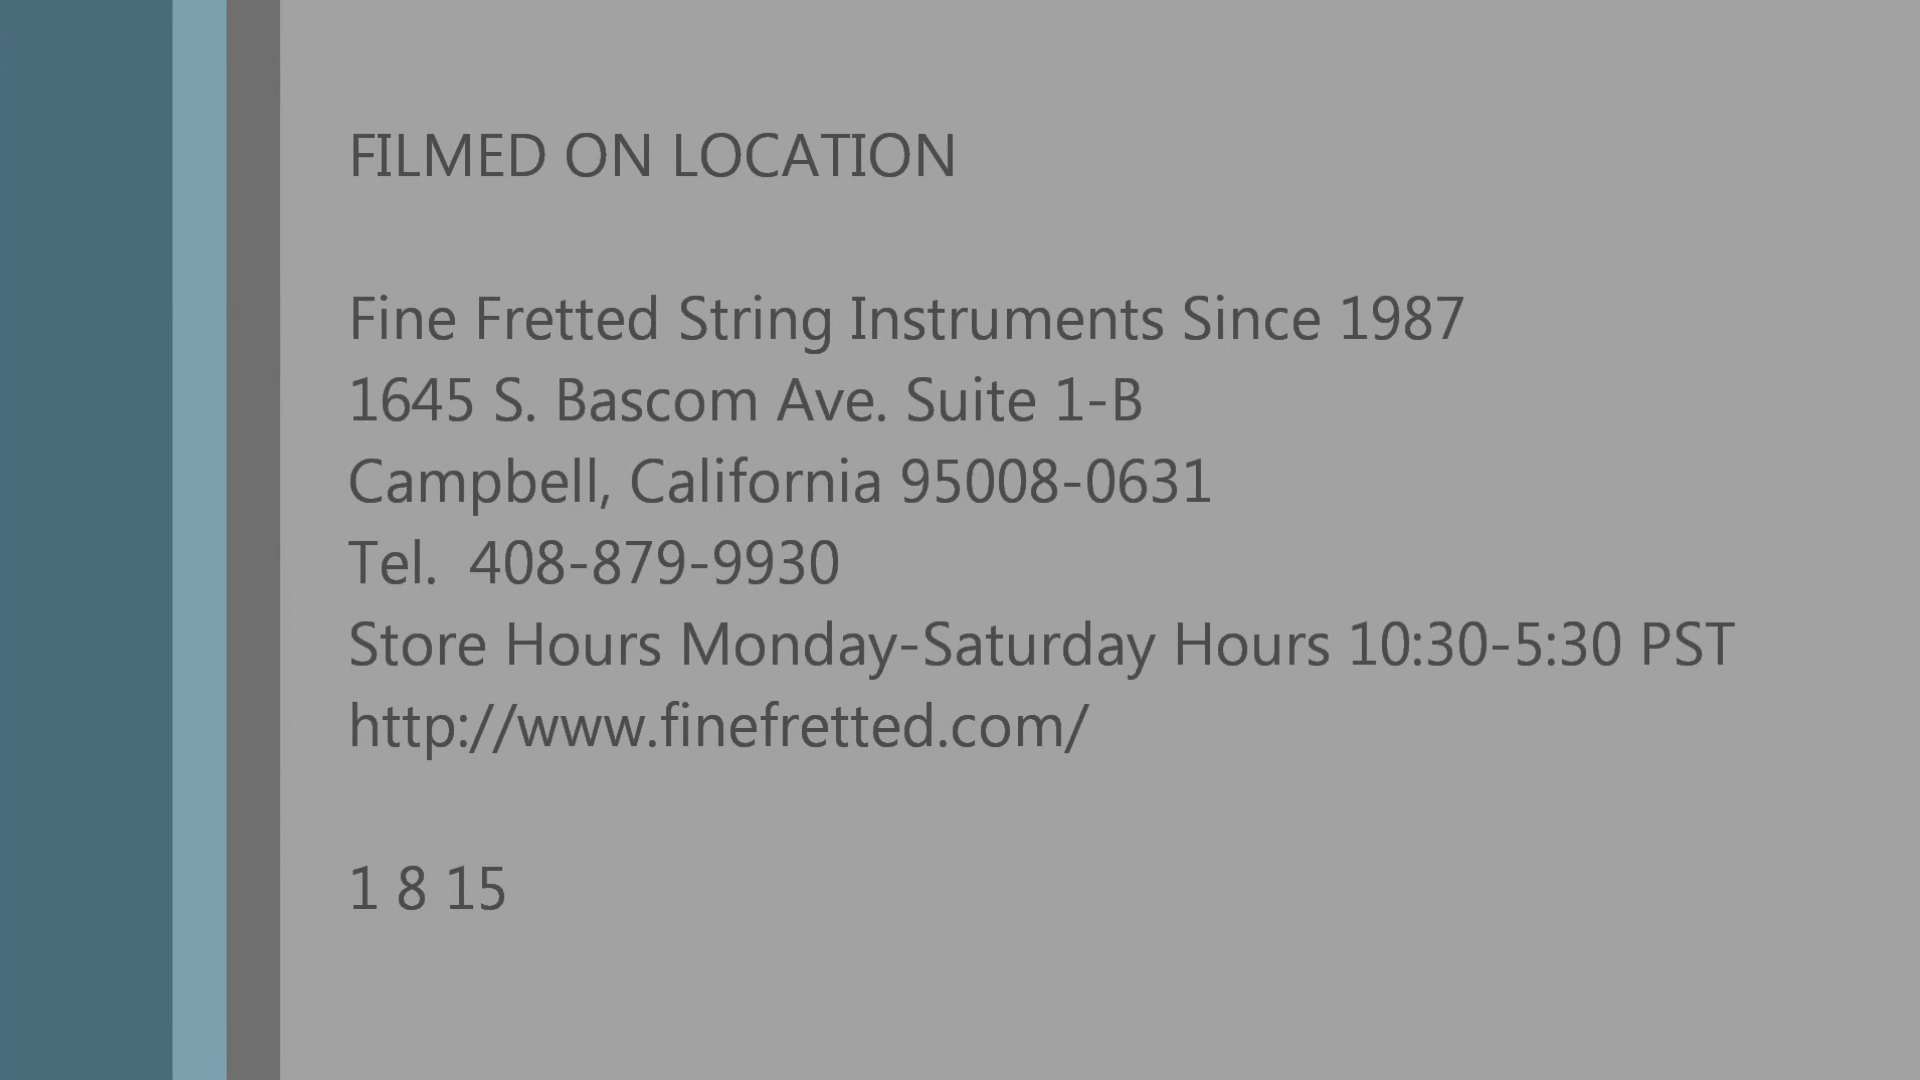 FILMED ON LOCATION
Fine Fretted String Instruments Since 1987
1645 S. Bascom Ave. Suite 1-B
Campbell, California 95008-0631
Tel.  408-879-9930
Store Hours Monday-Saturday Hours 10:30-5:30 PST
http://www.finefretted.com/
1 8 15